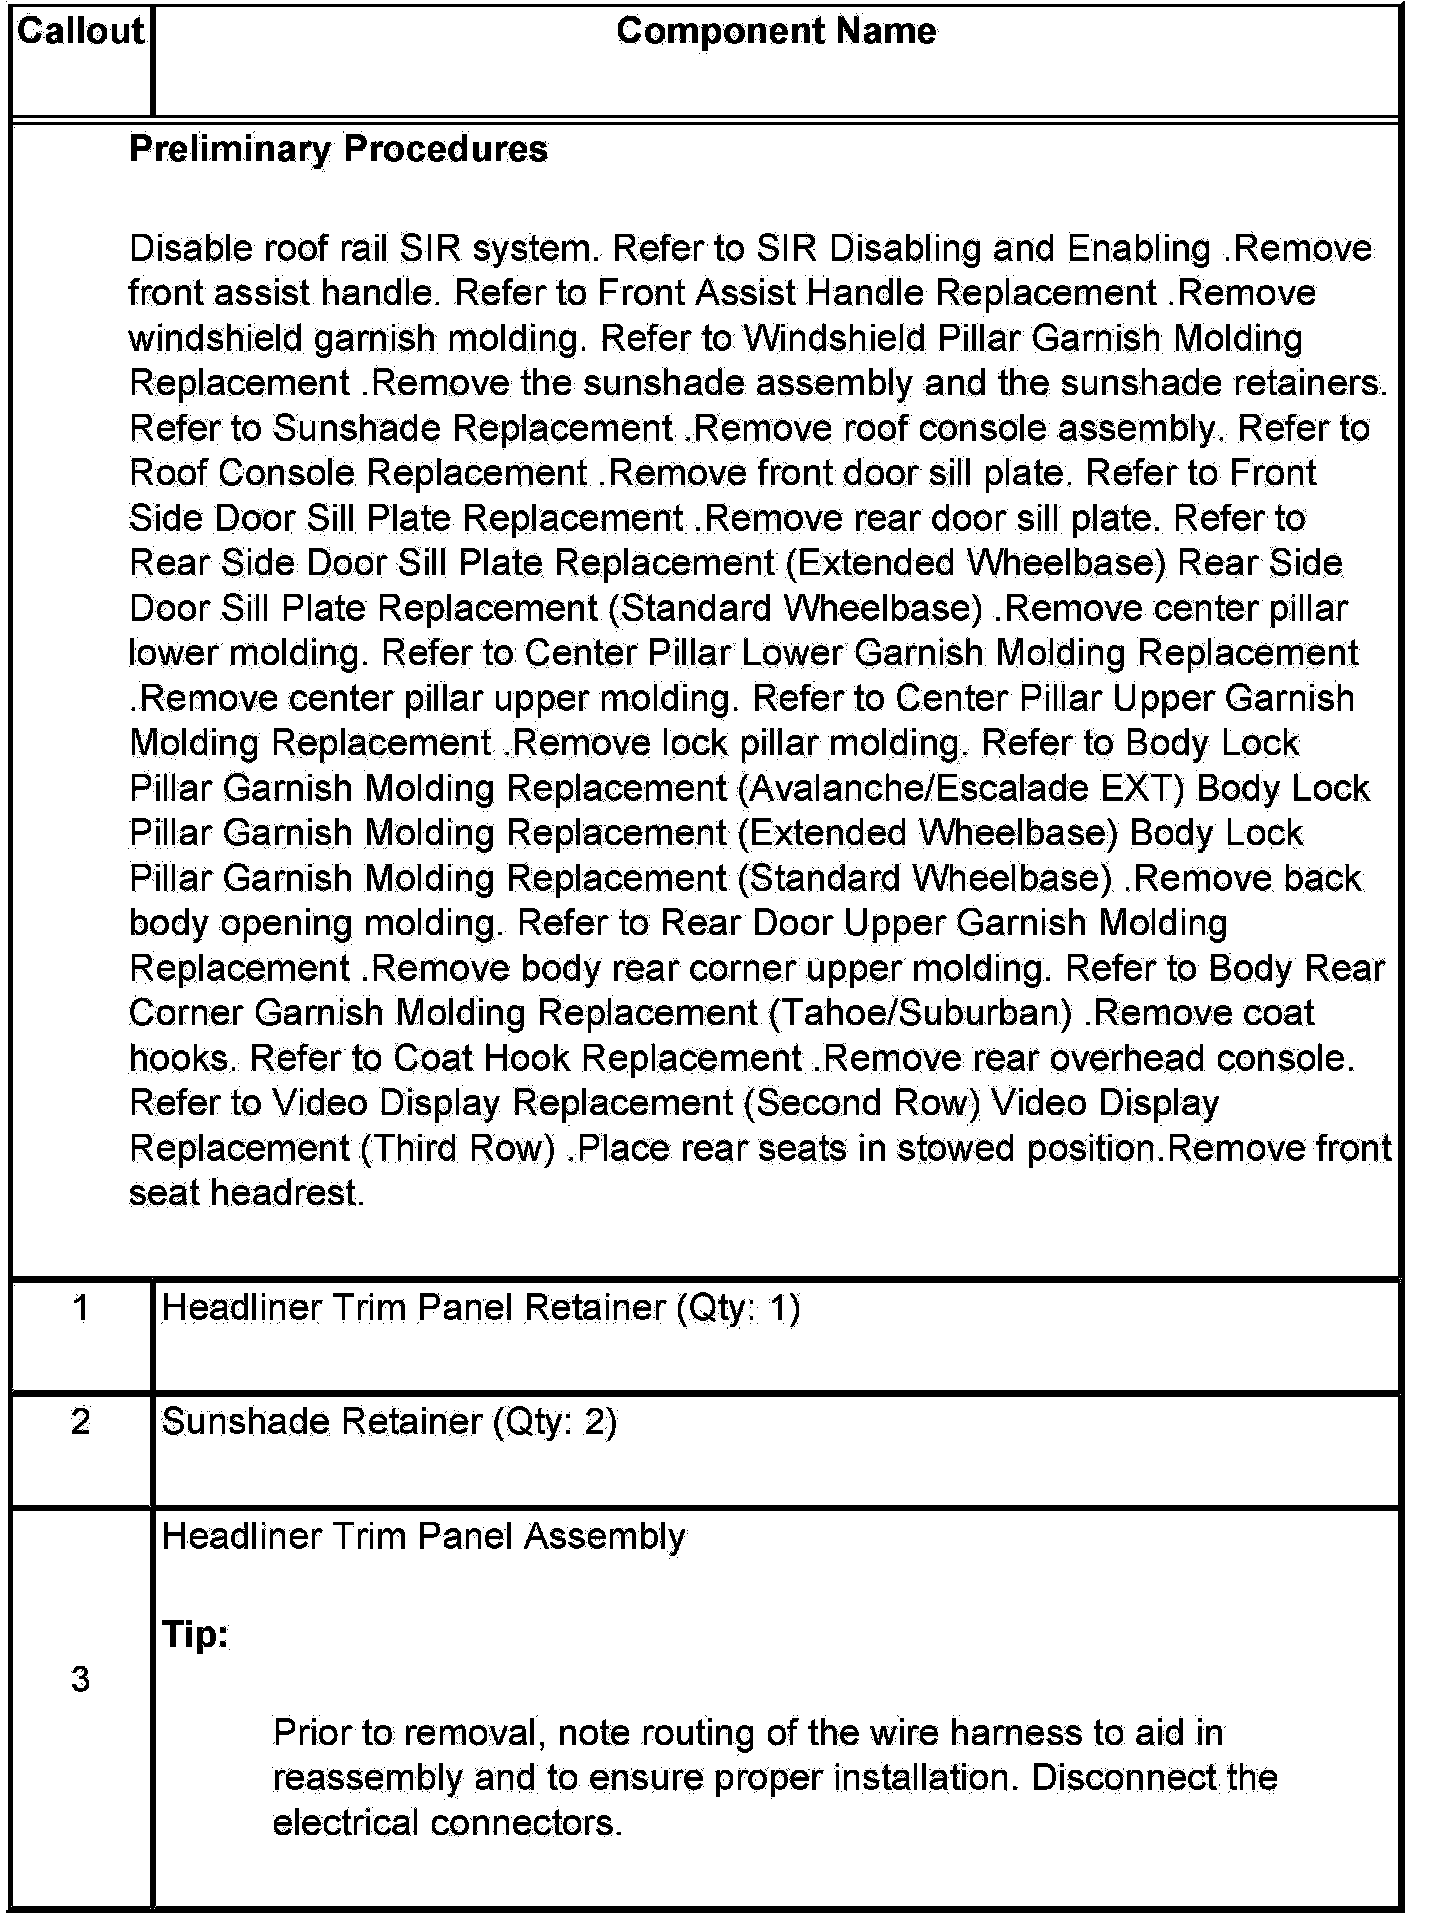 Callout Component Name
Preliminary Procedures
Disable roof rail SIR system. Refer to SIR Disabling and Enabling .Remove
front assist handle. Refer to Front Assist Handle Replacement .Remove
windshield garnish molding. Refer to Windshield Pillar Garnish Molding
Replacement .Remove the sunshade assembly and the sunshade retainers.
Refer to Sunshade Replacement .Remove roof console assembly. Refer to
Roof Console Replacement .Remove front door sill plate. Refer to Front
Side Door Sill Plate Replacement .Remove rear door sill plate. Refer to
Rear Side Door Sill Plate Replacement (Extended Wheelbase) Rear Side
Door Sill Plate Replacement (Standard Wheelbase) .Remove center pillar
lower molding. Refer to Center Pillar Lower Garnish Molding Replacement
.Remove center pillar upper molding. Refer to Center Pillar Upper Garnish
Molding Replacement .Remove lock pillar molding. Refer to Body Lock
Pillar Garnish Molding Replacement (Avalanche/Escalade EXT) Body Lock
Pillar Garnish Molding Replacement (Extended Wheelbase) Body Lock
Pillar Garnish Molding Replacement (Standard Wheelbase) .Remove back
body opening molding. Refer to Rear Door Upper Garnish Molding
Replacement .Remove body rear corner upper molding. Refer to Body Rear
Corner Garnish Molding Replacement (Tahoe/Suburban) .Remove coat
hooks. Refer to Coat Hook Replacement .Remove rear overhead console.
Refer to Video Display Replacement (Second Row) Video Display
Replacement (Third Row) .Place rear seats in stowed position.Remove front
seat headrest.
1 Headliner Trim Panel Retainer (Qty: 1)
2 Sunshade Retainer (Qty: 2)
3 Headliner Trim Panel Assembly
Tip:
Prior to removal, note routing of the wire harness to aid in
reassembly and to ensure proper installation. Disconnect the
electrical connectors.